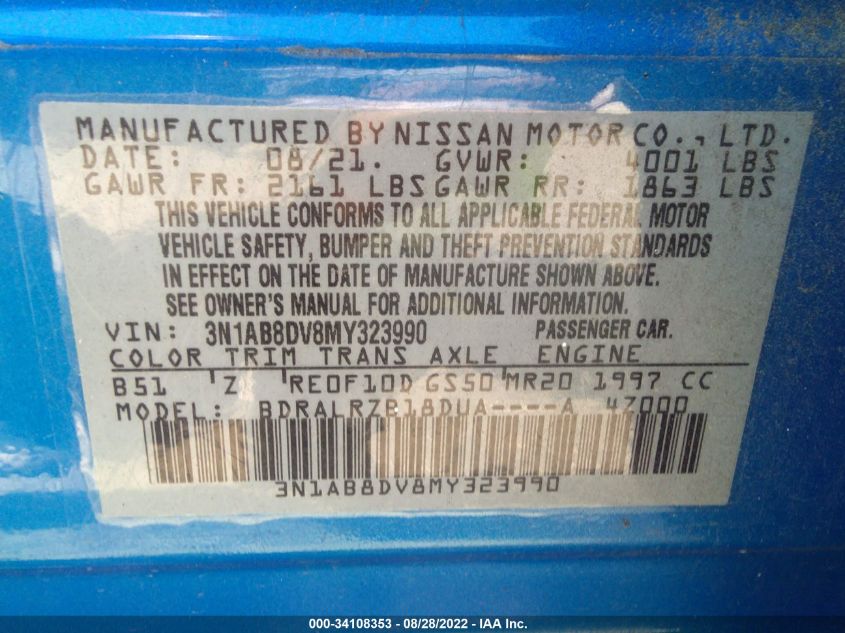 MANUFACTURED BY NISSAN MOTOR CO., LTD.
DATE: 08/21. GVWR: 4001 LBS
GAWR FR: 2161 LBS GAWR RR: 1863 LBS
THIS VEHICLE CONFORMS TO ALL APPLICABLE FEDERAL MOTOR
VEHICLE SAFETY, BUMPER AND THEFT PREVENTION STANDARDS
IN EFFECT ON THE DATE OF MANUFACTURE SHOWN ABOVE.
SEE OWNER'S MANUAL FOR ADDITIONAL INFORMATION.
VIN: 3N1AB8DV8MY323990 PASSENGER CAR.
COLOR TRIM TRANS AXLE ENGINE
B51 Z RE0F10D GS50 MR20 1997 CC
MODEL: BDRALRZB18DUA----A 4Z000
3N1AB8DV8MY323990
000-34108353 - 08/28/2022 - IAA Inc.